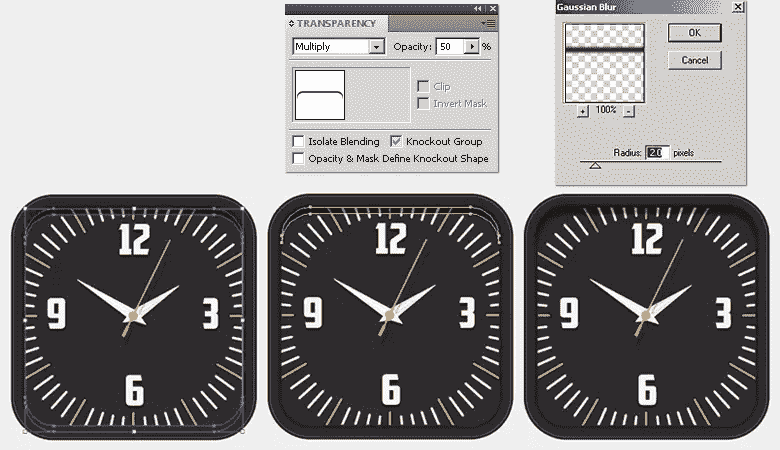 TRANSPARENCY
Multiply Opacity: 50 %
Clip
Invert Mask
Isolate Blending Knockout Group
Opacity & Mask Define Knockout Shape
Gaussian Blur
OK
Cancel
+ 100% -
Radius: 2.0 pixels
12
9 3
6
12
9 3
6
12
9 3
6